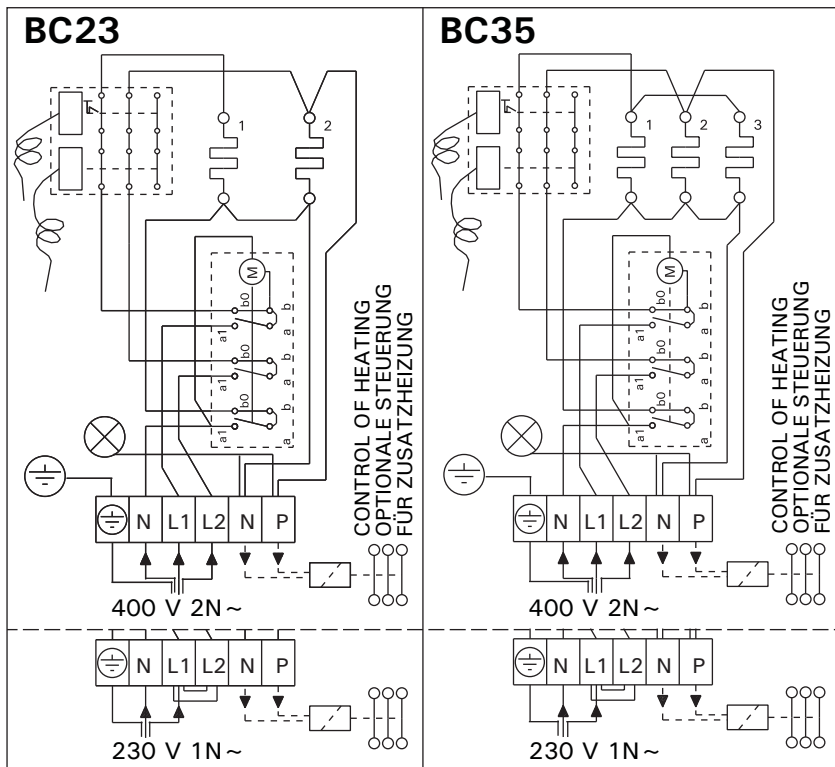 BC23
1
2
M
b0
b
a1
a
b0
b
a1
a
b0
b
a1
a
CONTROL OF HEATING
OPTIONALE STEUERUNG
FÜR ZUSATZHEIZUNG
N L1 L2 N P
400 V 2N~
N L1 L2 N P
230 V 1N~
BC35
1
2
3
M
b0
b
a1
a
b0
b
a1
a
b0
b
a1
a
CONTROL OF HEATING
OPTIONALE STEUERUNG
FÜR ZUSATZHEIZUNG
N L1 L2 N P
400 V 2N~
N L1 L2 N P
230 V 1N~